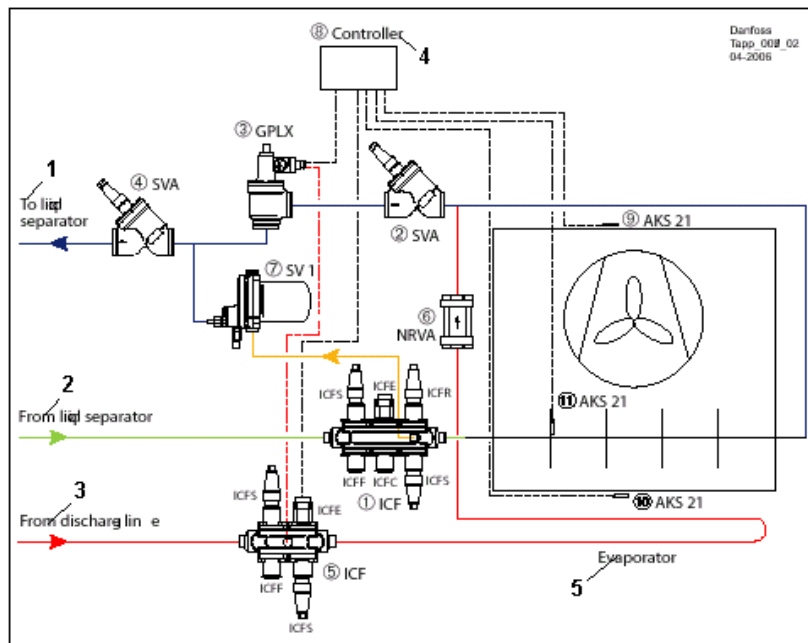 Danfoss
Tapp_00_02
04-2006
⑧ Controller
4
③ GPLX
1
④ SVA
To liqd
separator
② SVA
⑨ AKS 21
⑦ SV 1
⑥
NRVA
2
From liqd separator
ICFS
ICFE
ICFR
⑪ AKS 21
ICFF
ICFC
ICFS
① ICF
3
From discharg lin e
ICFS
ICFE
⑩ AKS 21
ICFF
⑤ ICF
ICFS
Evaporator
5